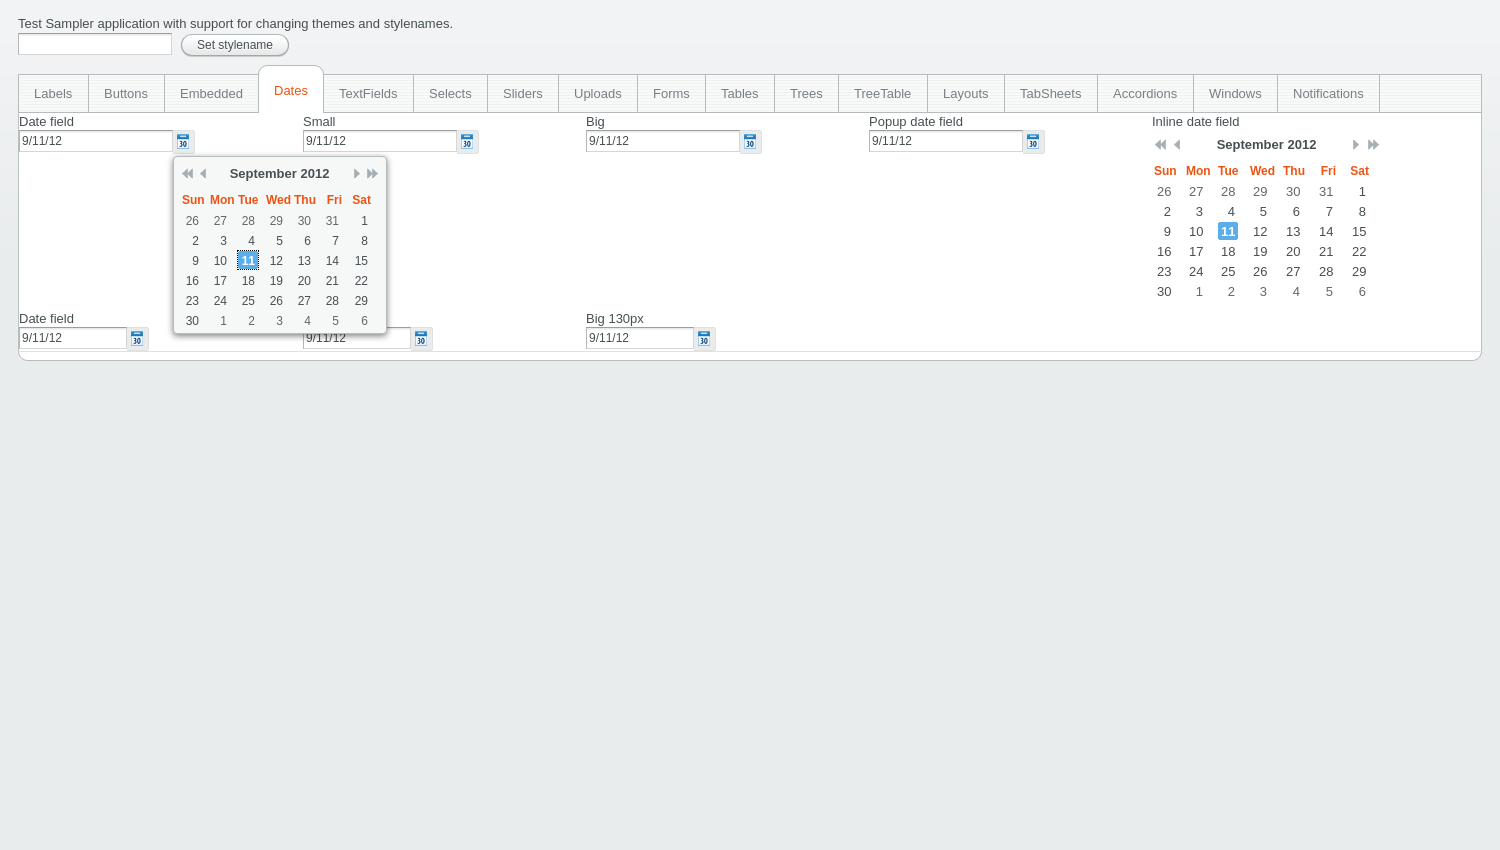 Test Sampler application with support for changing themes and stylenames.
Set stylename
Labels Buttons Embedded Dates TextFields Selects Sliders Uploads Forms Tables Trees TreeTable Layouts TabSheets Accordions Windows Notifications
Date field Small Big Popup date field Inline date field
9/11/12 9/11/12 9/11/12 9/11/12
September 2012
Sun Mon Tue Wed Thu Fri Sat
26 27 28 29 30 31 1
2 3 4 5 6 7 8
9 10 11 12 13 14 15
16 17 18 19 20 21 22
23 24 25 26 27 28 29
30 1 2 3 4 5 6
September 2012
Sun Mon Tue Wed Thu Fri Sat
26 27 28 29 30 31 1
2 3 4 5 6 7 8
9 10 11 12 13 14 15
16 17 18 19 20 21 22
23 24 25 26 27 28 29
30 1 2 3 4 5 6
Date field Big 130px
9/11/12 9/11/12 9/11/12